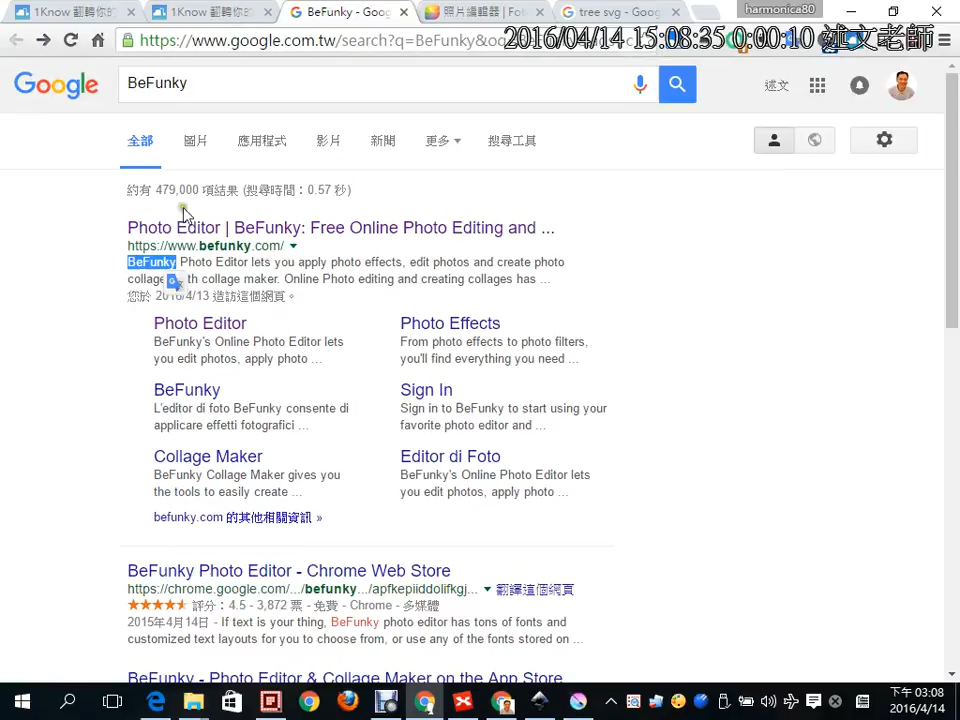 1Know 翻轉你的
1Know 翻轉你的
BeFunky - Goog
照片編輯器 | Fot
tree svg - Goog
harmonica80
https://www.google.com.tw/search?q=BeFunky&oq
2016/04/14 15:08:35 0:00:10 述文老師
Google
BeFunky
述文
全部
圖片
應用程式
影片
新聞
更多
搜尋工具
約有 479,000 項結果 (搜尋時間：0.57 秒)
Photo Editor | BeFunky: Free Online Photo Editing and ...
https://www.befunky.com/
BeFunky Photo Editor lets you apply photo effects, edit photos and create photo
collage th collage maker. Online Photo editing and creating collages has ...
您於 2016/4/13 造訪這個網頁。
Photo Editor
BeFunky's Online Photo Editor lets
you edit photos, apply photo ...
Photo Effects
From photo effects to photo filters,
you'll find everything you need ...
BeFunky
L'editor di foto BeFunky consente di
applicare effetti fotografici ...
Sign In
Sign in to BeFunky to start using your
favorite photo editor and ...
Collage Maker
BeFunky Collage Maker gives you
the tools to easily create ...
Editor di Foto
BeFunky's Online Photo Editor lets
you edit photos, apply photo ...
befunky.com 的其他相關資訊 »
BeFunky Photo Editor - Chrome Web Store
https://chrome.google.com/.../befunky.../apfkepiiddolifkgj... 翻譯這個網頁
評分：4.5 - 3,872 票 - 免費 - Chrome - 多媒體
2015年4月14日 - If text is your thing, BeFunky photo editor has tons of fonts and
customized text layouts for you to choose from, or use any of the fonts stored on ...
BeFunky - Photo Editor & Collage Maker on the App Store
下午 03:08
2016/4/14